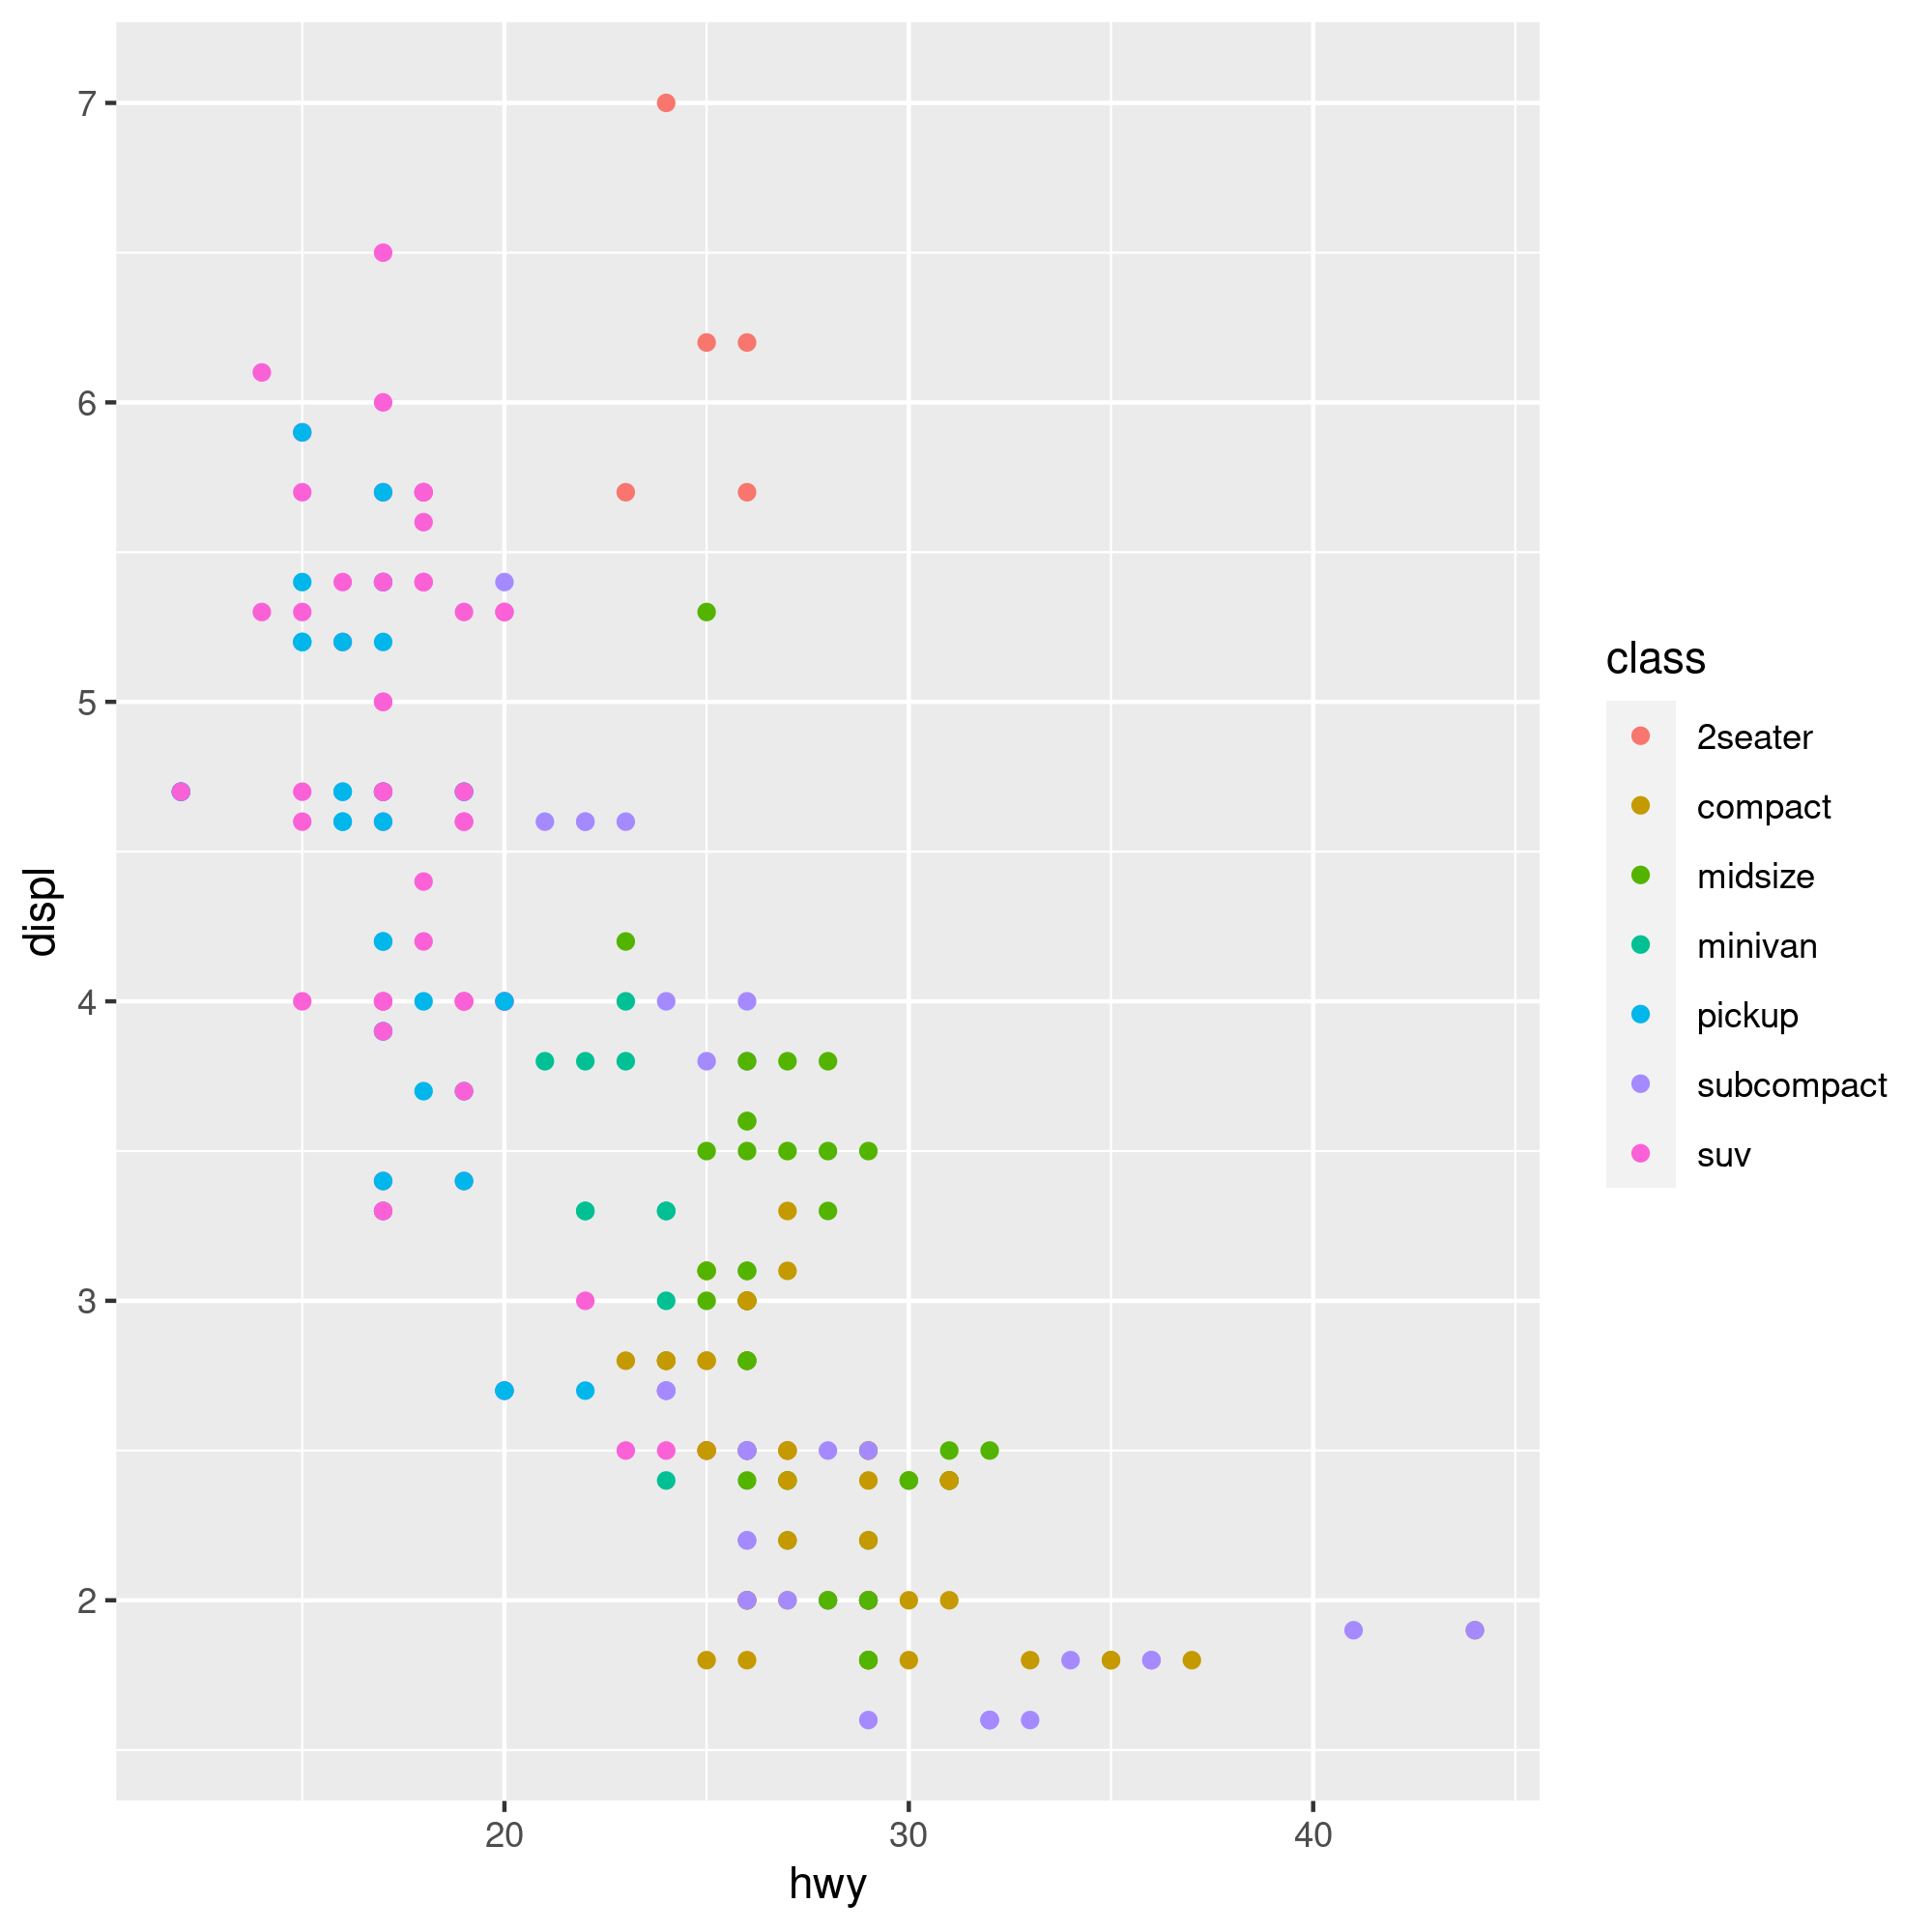 7
6
5
4
3
2
displ
20 30 40
hwy
class
2seater
compact
midsize
minivan
pickup
subcompact
suv